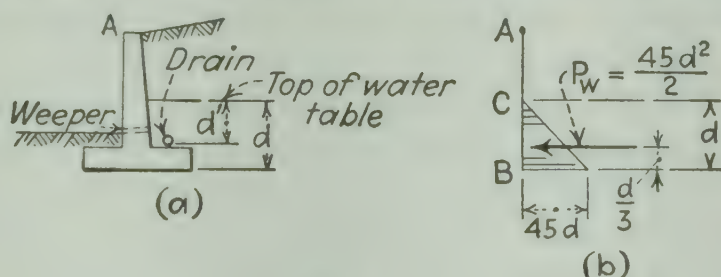 A
Drain
Top of water
table
Weeper
d'
d
(a)
A
P_W = 45d²/2
C
d
B
d/3
45d
(b)